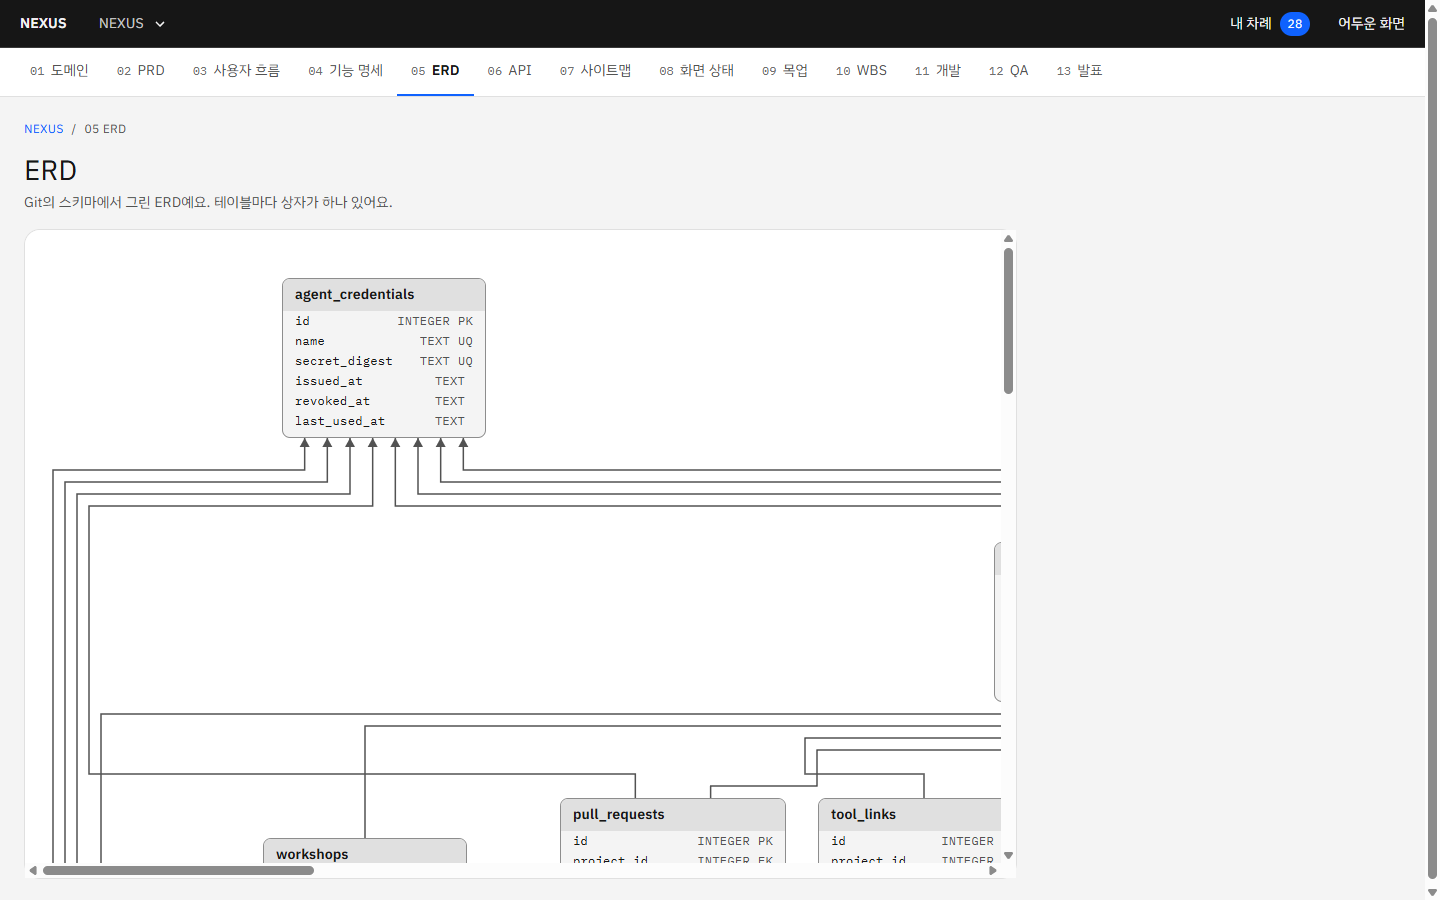 NEXUS NEXUS 내 차례 28 어두운 화면
01 도메인 02 PRD 03 사용자 흐름 04 기능 명세 05 ERD 06 API 07 사이트맵 08 화면 상태 09 목업 10 WBS 11 개발 12 QA 13 발표
NEXUS / 05 ERD
ERD
Git의 스키마에서 그린 ERD예요. 테이블마다 상자가 하나 있어요.
agent_credentials
id INTEGER PK
name TEXT UQ
secret_digest TEXT UQ
issued_at TEXT
revoked_at TEXT
last_used_at TEXT
pull_requests
id INTEGER PK
project_id INTEGER FK
tool_links
id INTEGER
project_id INTEGER
workshops